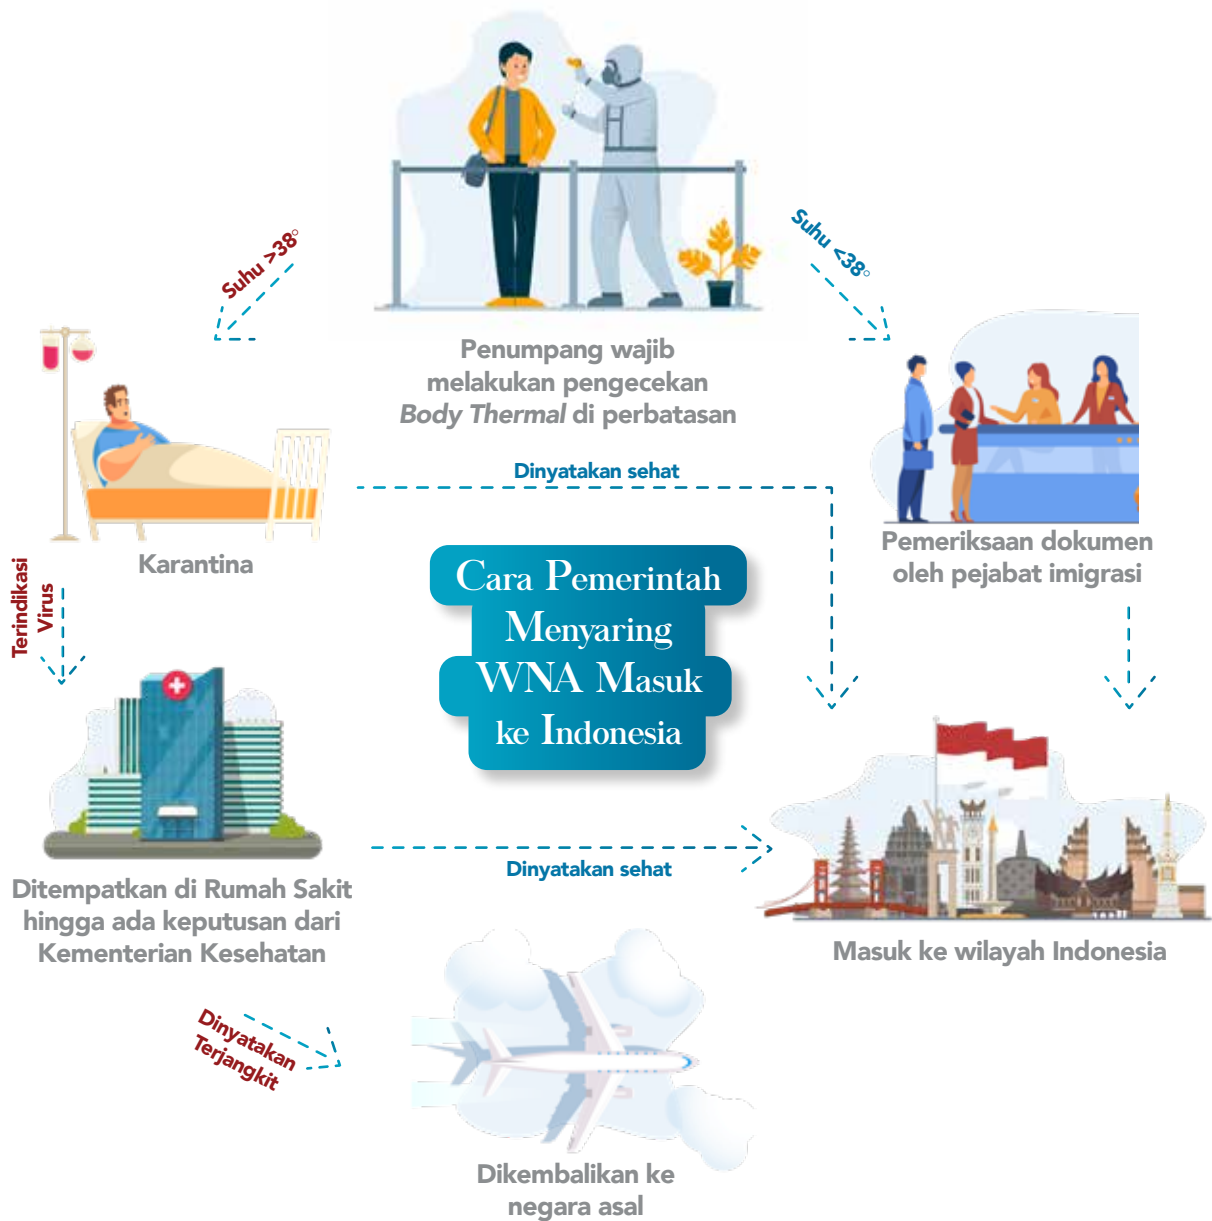 Suhu >38°
Suhu <38°
Penumpang wajib
melakukan pengecekan
Body Thermal di perbatasan
Dinyatakan sehat
Karantina
Pemeriksaan dokumen
oleh pejabat imigrasi
Terindikasi
Virus
Cara Pemerintah
Menyaring
WNA Masuk
ke Indonesia
Dinyatakan sehat
Ditempatkan di Rumah Sakit
hingga ada keputusan dari
Kementerian Kesehatan
Masuk ke wilayah Indonesia
Dinyatakan
Terjangkit
Dikembalikan ke
negara asal